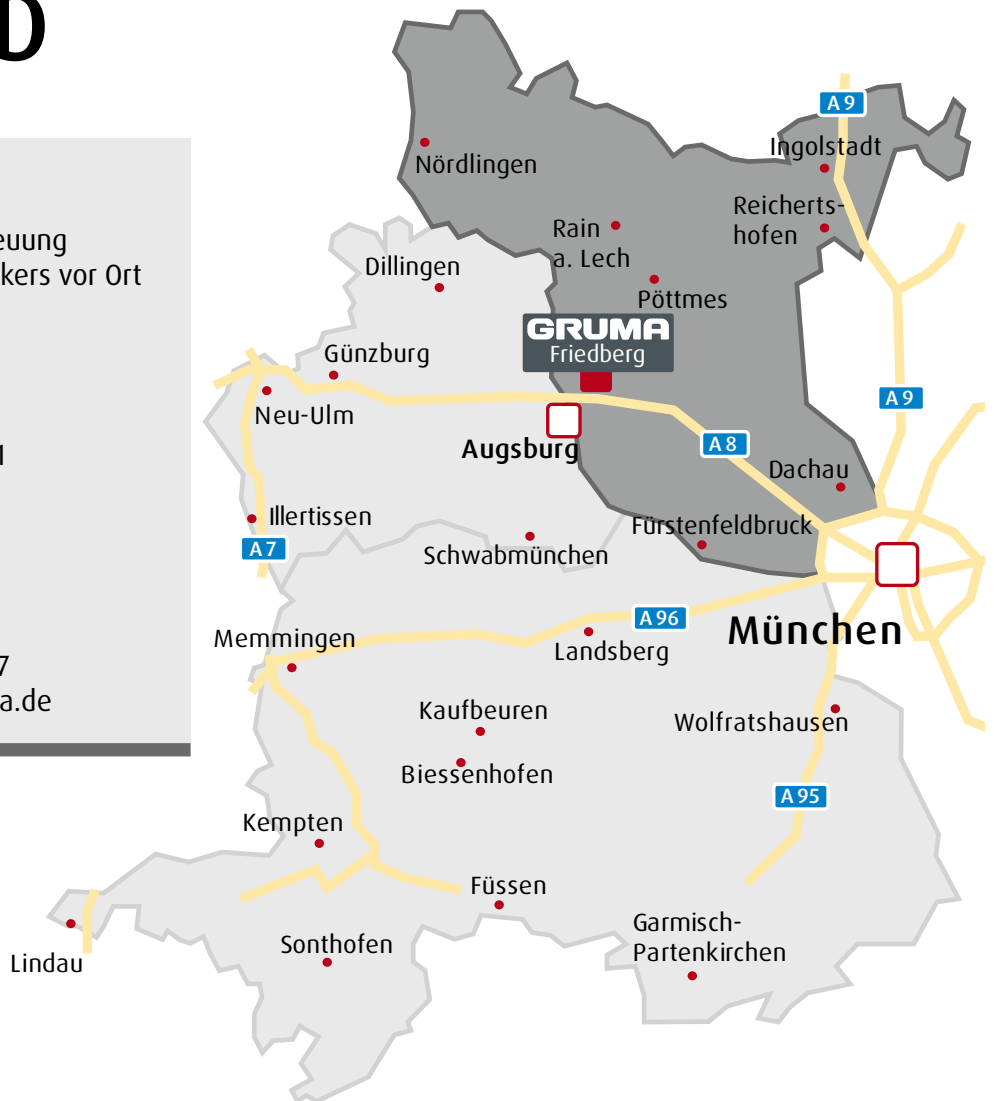 D
euung
kers vor Ort
1
7
a.de
A 9
Ingolstadt
Nördlingen
Reicherts-
hofen
Rain
a. Lech
Dillingen
Pöttmes
GRUMA
Friedberg
Günzburg
Neu-Ulm
A 9
Augsburg
A 8
Dachau
Illertissen
Fürstenfeldbruck
A 7
Schwabmünchen
A 96
München
Memmingen
Landsberg
Kaufbeuren
Wolfratshausen
Biessenhofen
A 95
Kempten
Füssen
Garmisch-
Partenkirchen
Sonthofen
Lindau